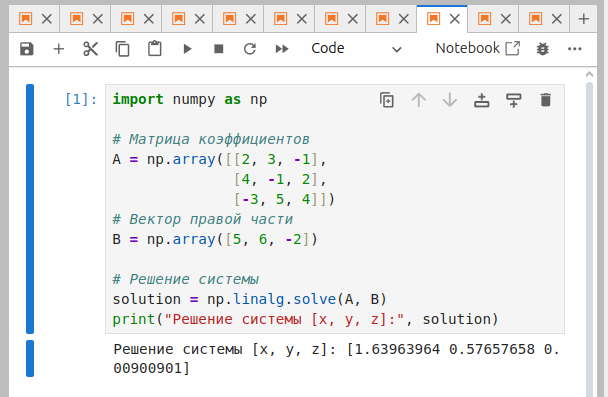 Code
Notebook
[1]:
import numpy as np
# Матрица коэффициентов
A = np.array([[2, 3, -1],
[4, -1, 2],
[-3, 5, 4]])
# Вектор правой части
B = np.array([5, 6, -2])
# Решение системы
solution = np.linalg.solve(A, B)
print("Решение системы [x, y, z]:", solution)
Решение системы [x, y, z]: [1.63963964 0.57657658 0.
00900901]